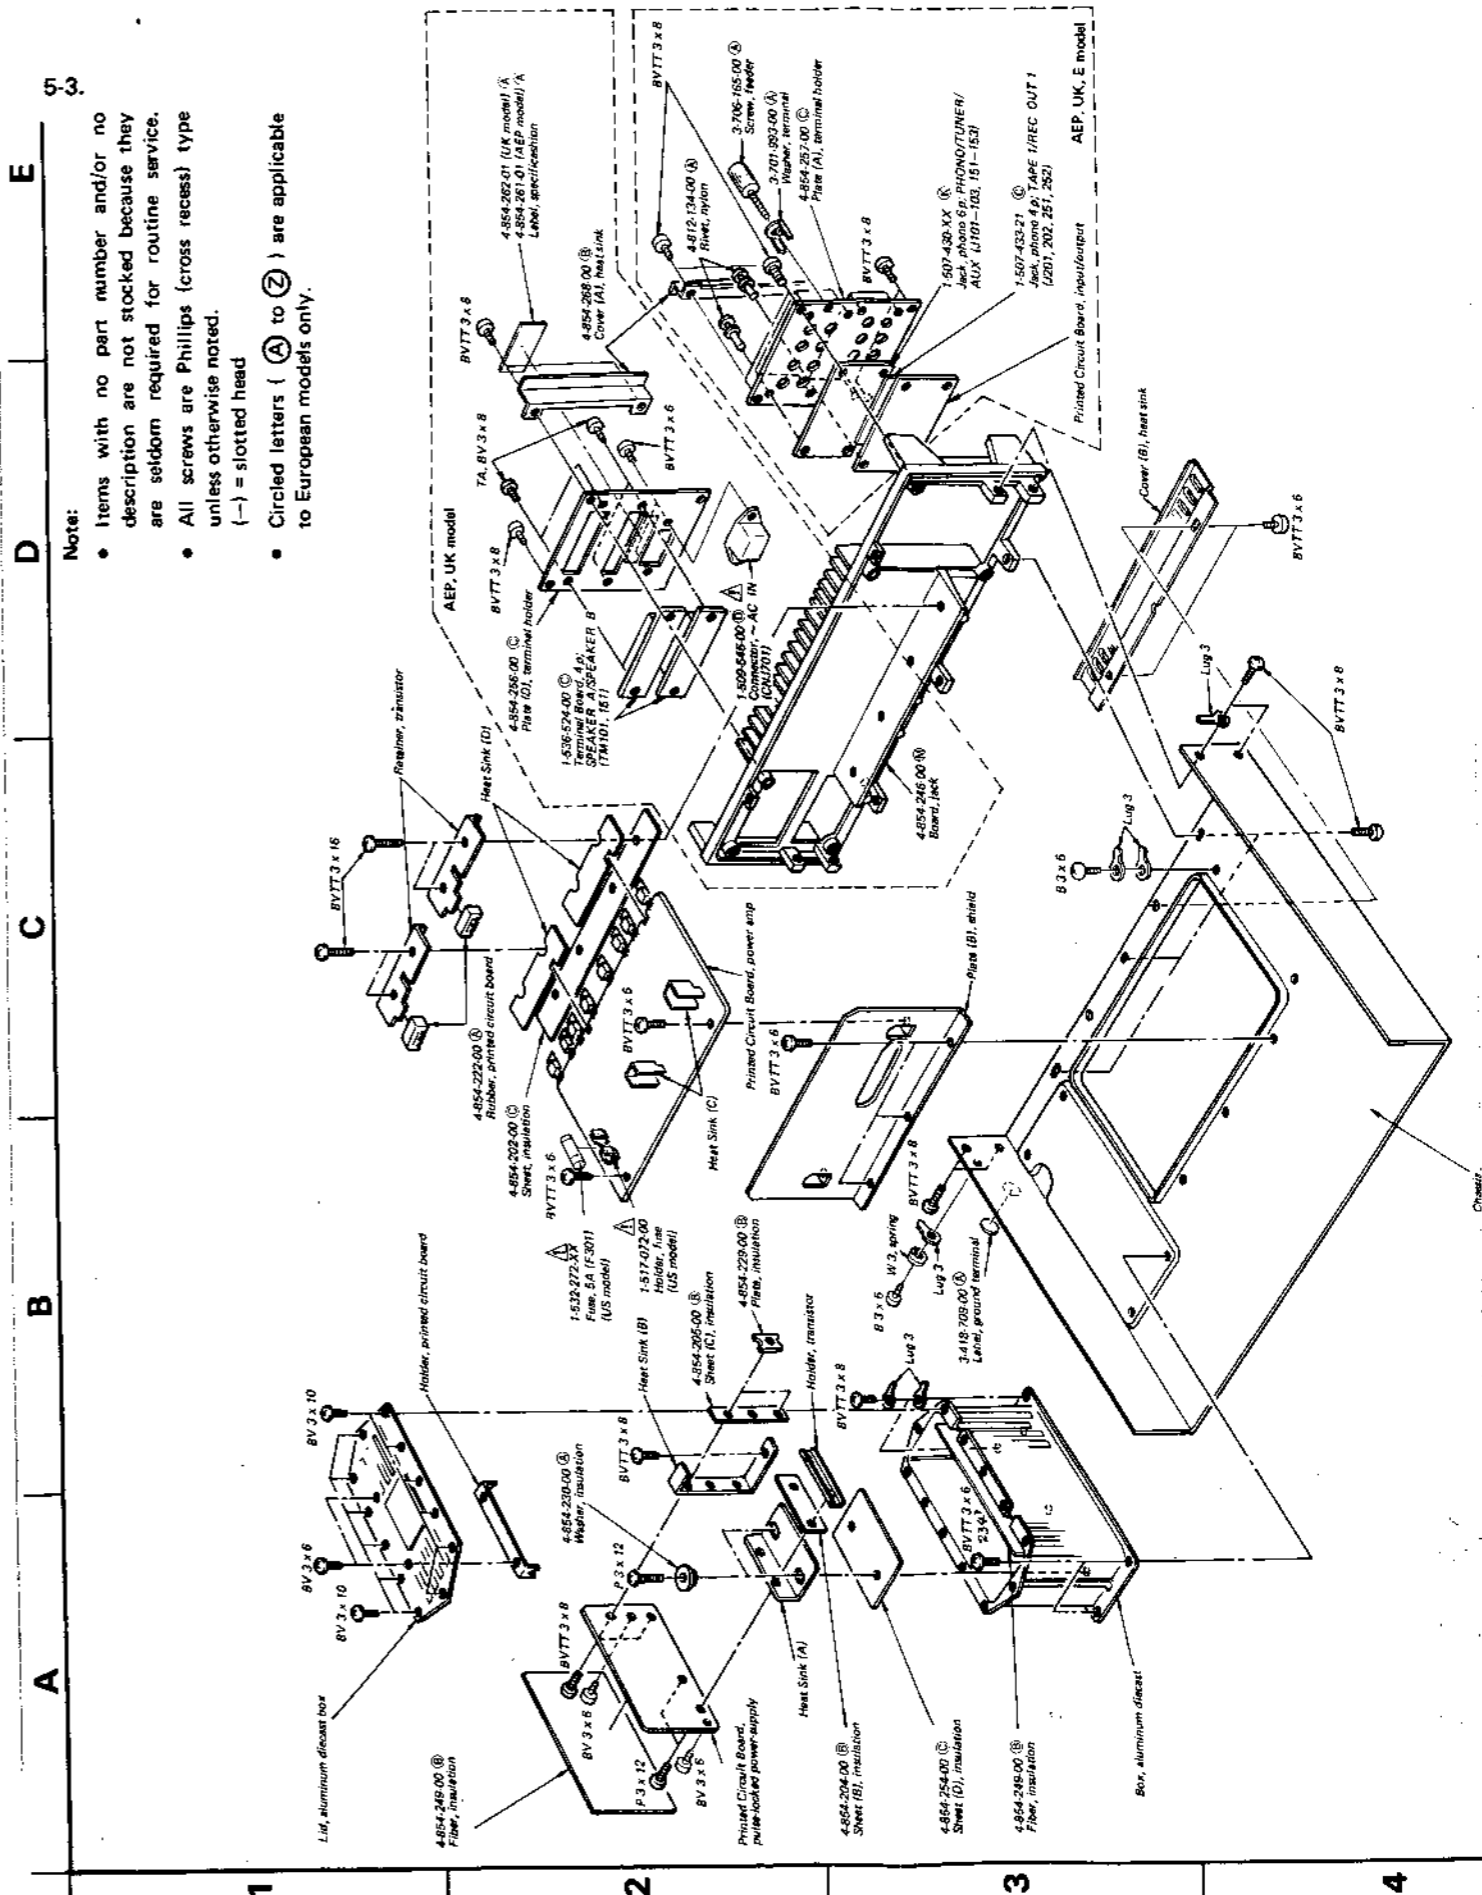 5-3.
A
B
C
D
E
1
2
3
4
Note:
• Items with no part number and/or no
description are not stocked because they
are seldom required for routine service.
• All screws are Phillips (cross recess) type
unless otherwise noted.
(−) = slotted head
• Circled letters ( Ⓐ to Ⓩ ) are applicable
to European models only.
Lid, aluminum diecast box
BV 3 x 10
BV 3 x 6
BV 3 x 10
Holder, printed circuit board
4-854-249-00 Ⓑ
Fiber, insulation
BVTT 3 x 8
BV 3 x 6
P 3 x 12
BV 3 x 6
Printed Circuit Board,
pulse-locked power-supply
P 3 x 12
4-854-230-00 Ⓐ
Washer, insulation
BVTT 3 x 8
Heat Sink (B)
4-854-205-00 Ⓑ
Sheet (C), insulation
4-854-229-00 Ⓑ
Plate, insulation
Holder, transistor
Heat Sink (A)
4-854-204-00 Ⓑ
Sheet (B), insulation
4-854-254-00 Ⓒ
Sheet (D), insulation
4-854-249-00 Ⓑ
Fiber, insulation
Box, aluminum diecast
BVTT 3 x 6
BVTT 3 x 8
Lug 3
BVTT 3 x 16
Retainer, transistor
Heat Sink (D)
4-854-222-00 Ⓐ
Rubber, printed circuit board
4-854-202-00 Ⓒ
Sheet, insulation
BVTT 3 x 6
1-532-272-XX
Fuse, 5A (F301)
(US model)
1-517-072-00
Holder, fuse
(US model)
BVTT 3 x 6
Heat Sink (C)
Printed Circuit Board, power amp
BVTT 3 x 6
Plate (B), shield
BVTT 3 x 8
W 3, spring
B 3 x 6
Lug 3
3-418-709-00 Ⓐ
Label, ground terminal
Chassis
B 3 x 6
Lug 3
Lug 3
BVTT 3 x 8
BVTT 3 x 6
Cover (B), heat sink
AEP, UK model
BVTT 3 x 8
TA, BV 3 x 8
BVTT 3 x 6
BVTT 3 x 6
4-854-262-01 (UK model) Ⓐ
4-854-261-01 (AEP model) Ⓐ
Label, specification
4-854-268-00 Ⓑ
Cover (A), heat sink
4-854-256-00 Ⓒ
Plate (D), terminal holder
1-536-524-00 Ⓒ
Terminal Board, 4 p;
SPEAKER A/SPEAKER B
(TM101, 151)
1-509-546-00 Ⓓ
Connector, ~ AC IN
(CNJ701)
4-854-246-00 Ⓜ
Board, jack
BVTT 3 x 8
4-812-134-00 Ⓐ
Rivet, nylon
3-706-165-00 Ⓐ
Screw, feeder
3-701-993-00 Ⓐ
Washer, terminal
4-854-257-00 Ⓒ
Plate (A), terminal holder
BVTT 3 x 8
1-507-430-XX Ⓚ
Jack, phono 6 p; PHONO/TUNER/
AUX (J101–103, 151–153)
1-507-433-21 Ⓒ
Jack, phono 4 p; TAPE 1/REC OUT 1
(J201, 202, 251, 252)
Printed Circuit Board, input/output
AEP, UK, E model